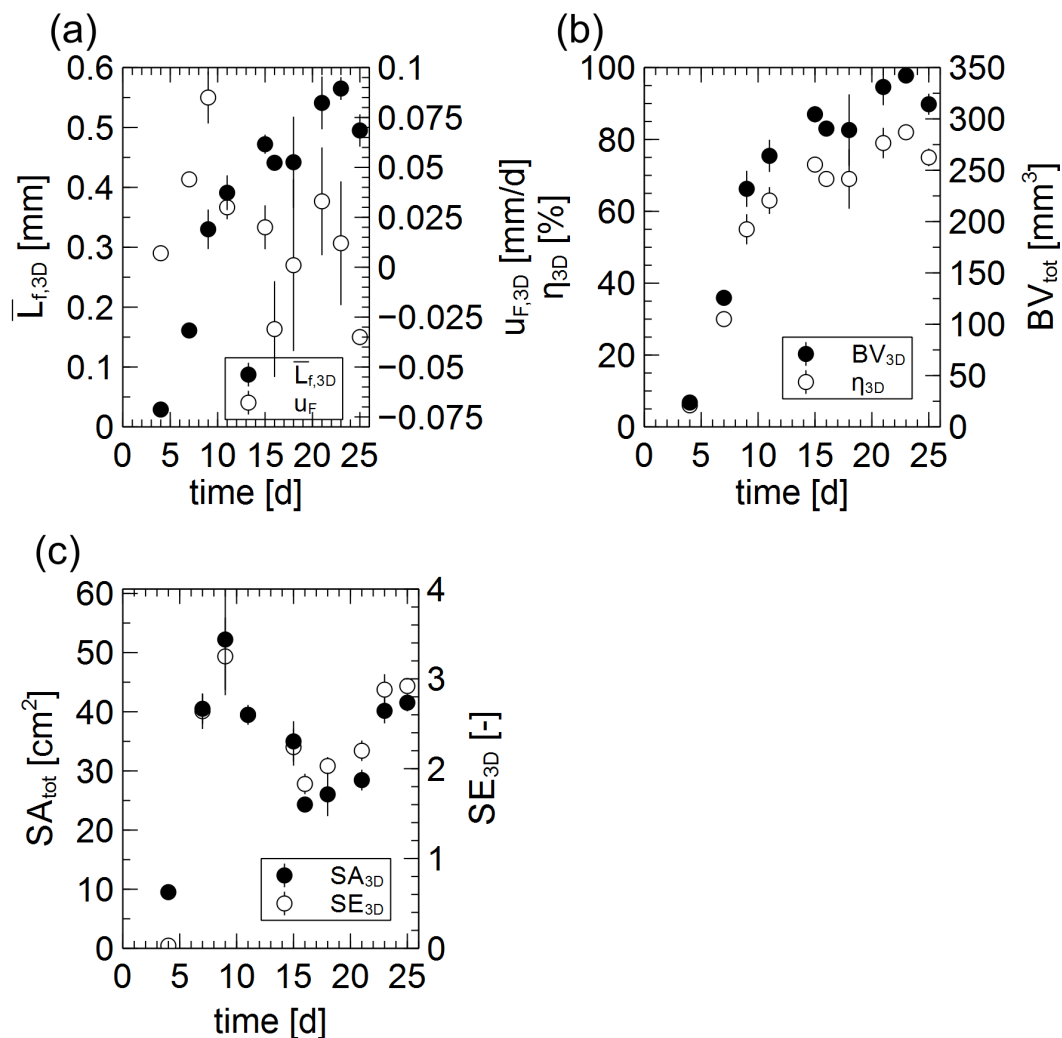 (a)
0.6
0.5
0.4
0.3
0.2
0.1
0
L̅f,3D [mm]
0.1
0.075
0.05
0.025
0
−0.025
−0.05
−0.075
uF,3D [mm/d]
L̅f,3D
uF
0 5 10 15 20 25
time [d]
(b)
100
80
60
40
20
0
η3D [%]
350
300
250
200
150
100
50
0
BVtot [mm³]
BV3D
η3D
0 5 10 15 20 25
time [d]
(c)
60
50
40
30
20
10
0
SAtot [cm²]
4
3
2
1
0
SE3D [-]
SA3D
SE3D
0 5 10 15 20 25
time [d]